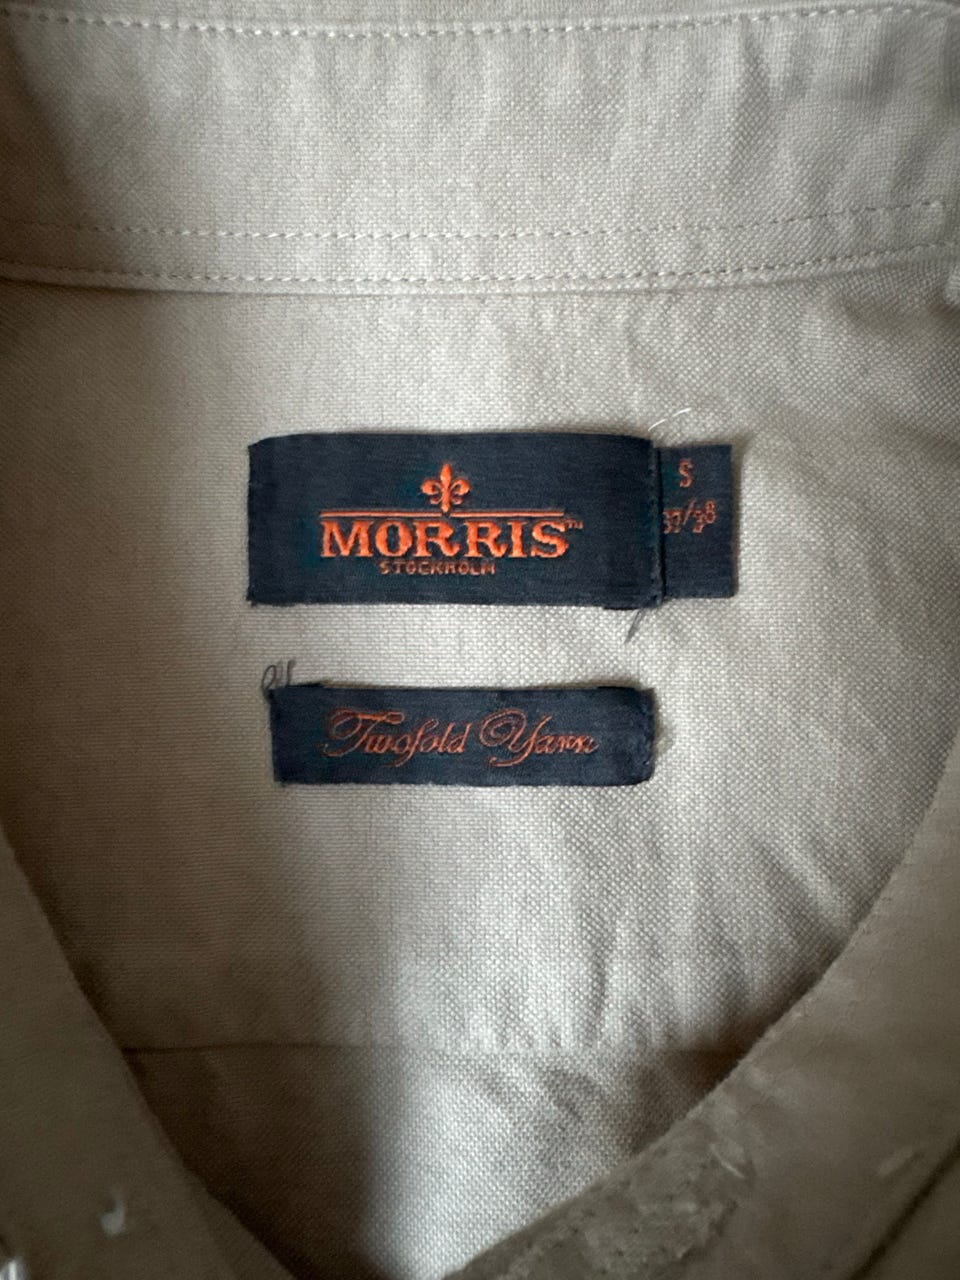 MORRIS™
STOCKHOLM
S
37/38
Twofold Yarn